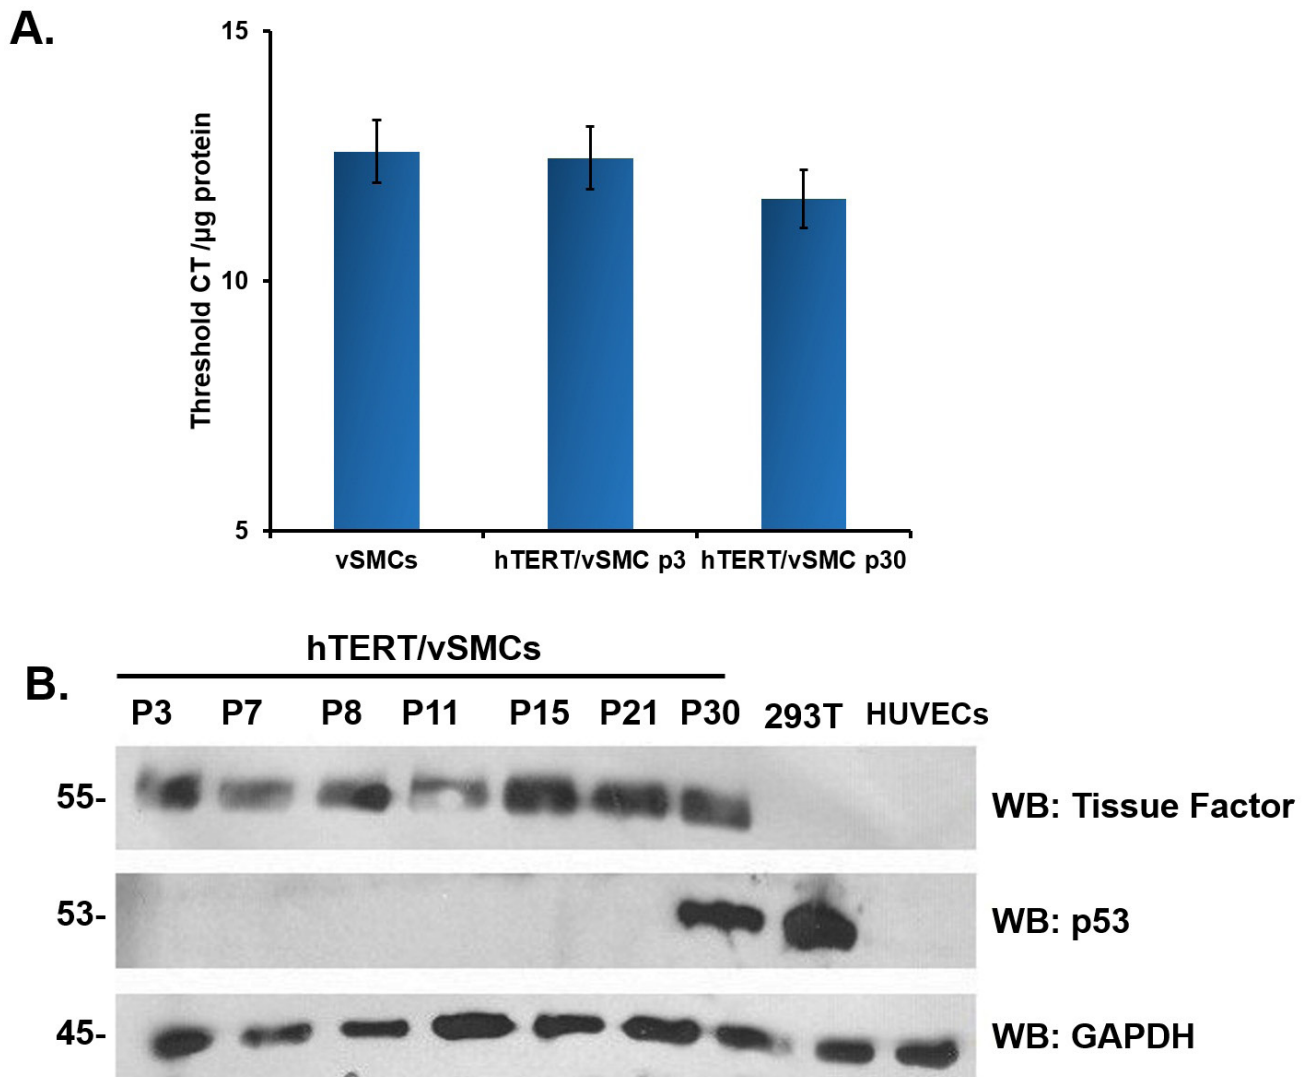 A.
15
10
5
Threshold CT /µg protein
vSMCs hTERT/vSMC p3 hTERT/vSMC p30
B.
hTERT/vSMCs
P3 P7 P8 P11 P15 P21 P30 293T HUVECs
55- WB: Tissue Factor
53- WB: p53
45- WB: GAPDH